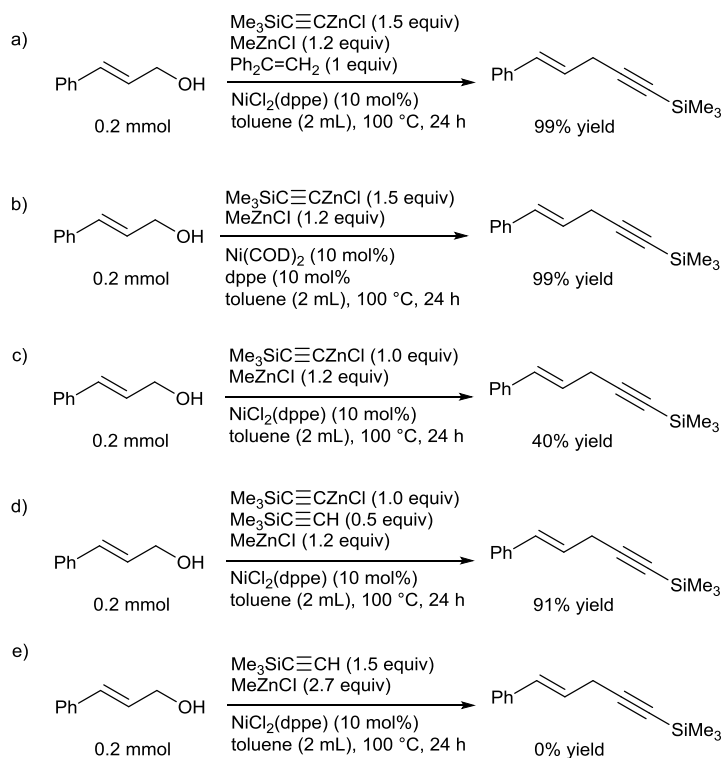 a)
Me₃SiC≡CZnCl (1.5 equiv)
MeZnCl (1.2 equiv)
Ph₂C=CH₂ (1 equiv)
Ph
OH
NiCl₂(dppe) (10 mol%)
toluene (2 mL), 100 °C, 24 h
0.2 mmol
Ph
SiMe₃
99% yield
b)
Me₃SiC≡CZnCl (1.5 equiv)
MeZnCl (1.2 equiv)
Ph
OH
Ni(COD)₂ (10 mol%)
dppe (10 mol%
toluene (2 mL), 100 °C, 24 h
0.2 mmol
Ph
SiMe₃
99% yield
c)
Me₃SiC≡CZnCl (1.0 equiv)
MeZnCl (1.2 equiv)
Ph
OH
NiCl₂(dppe) (10 mol%)
toluene (2 mL), 100 °C, 24 h
0.2 mmol
Ph
SiMe₃
40% yield
d)
Me₃SiC≡CZnCl (1.0 equiv)
Me₃SiC≡CH (0.5 equiv)
MeZnCl (1.2 equiv)
Ph
OH
NiCl₂(dppe) (10 mol%)
toluene (2 mL), 100 °C, 24 h
0.2 mmol
Ph
SiMe₃
91% yield
e)
Me₃SiC≡CH (1.5 equiv)
MeZnCl (2.7 equiv)
Ph
OH
NiCl₂(dppe) (10 mol%)
toluene (2 mL), 100 °C, 24 h
0.2 mmol
Ph
SiMe₃
0% yield